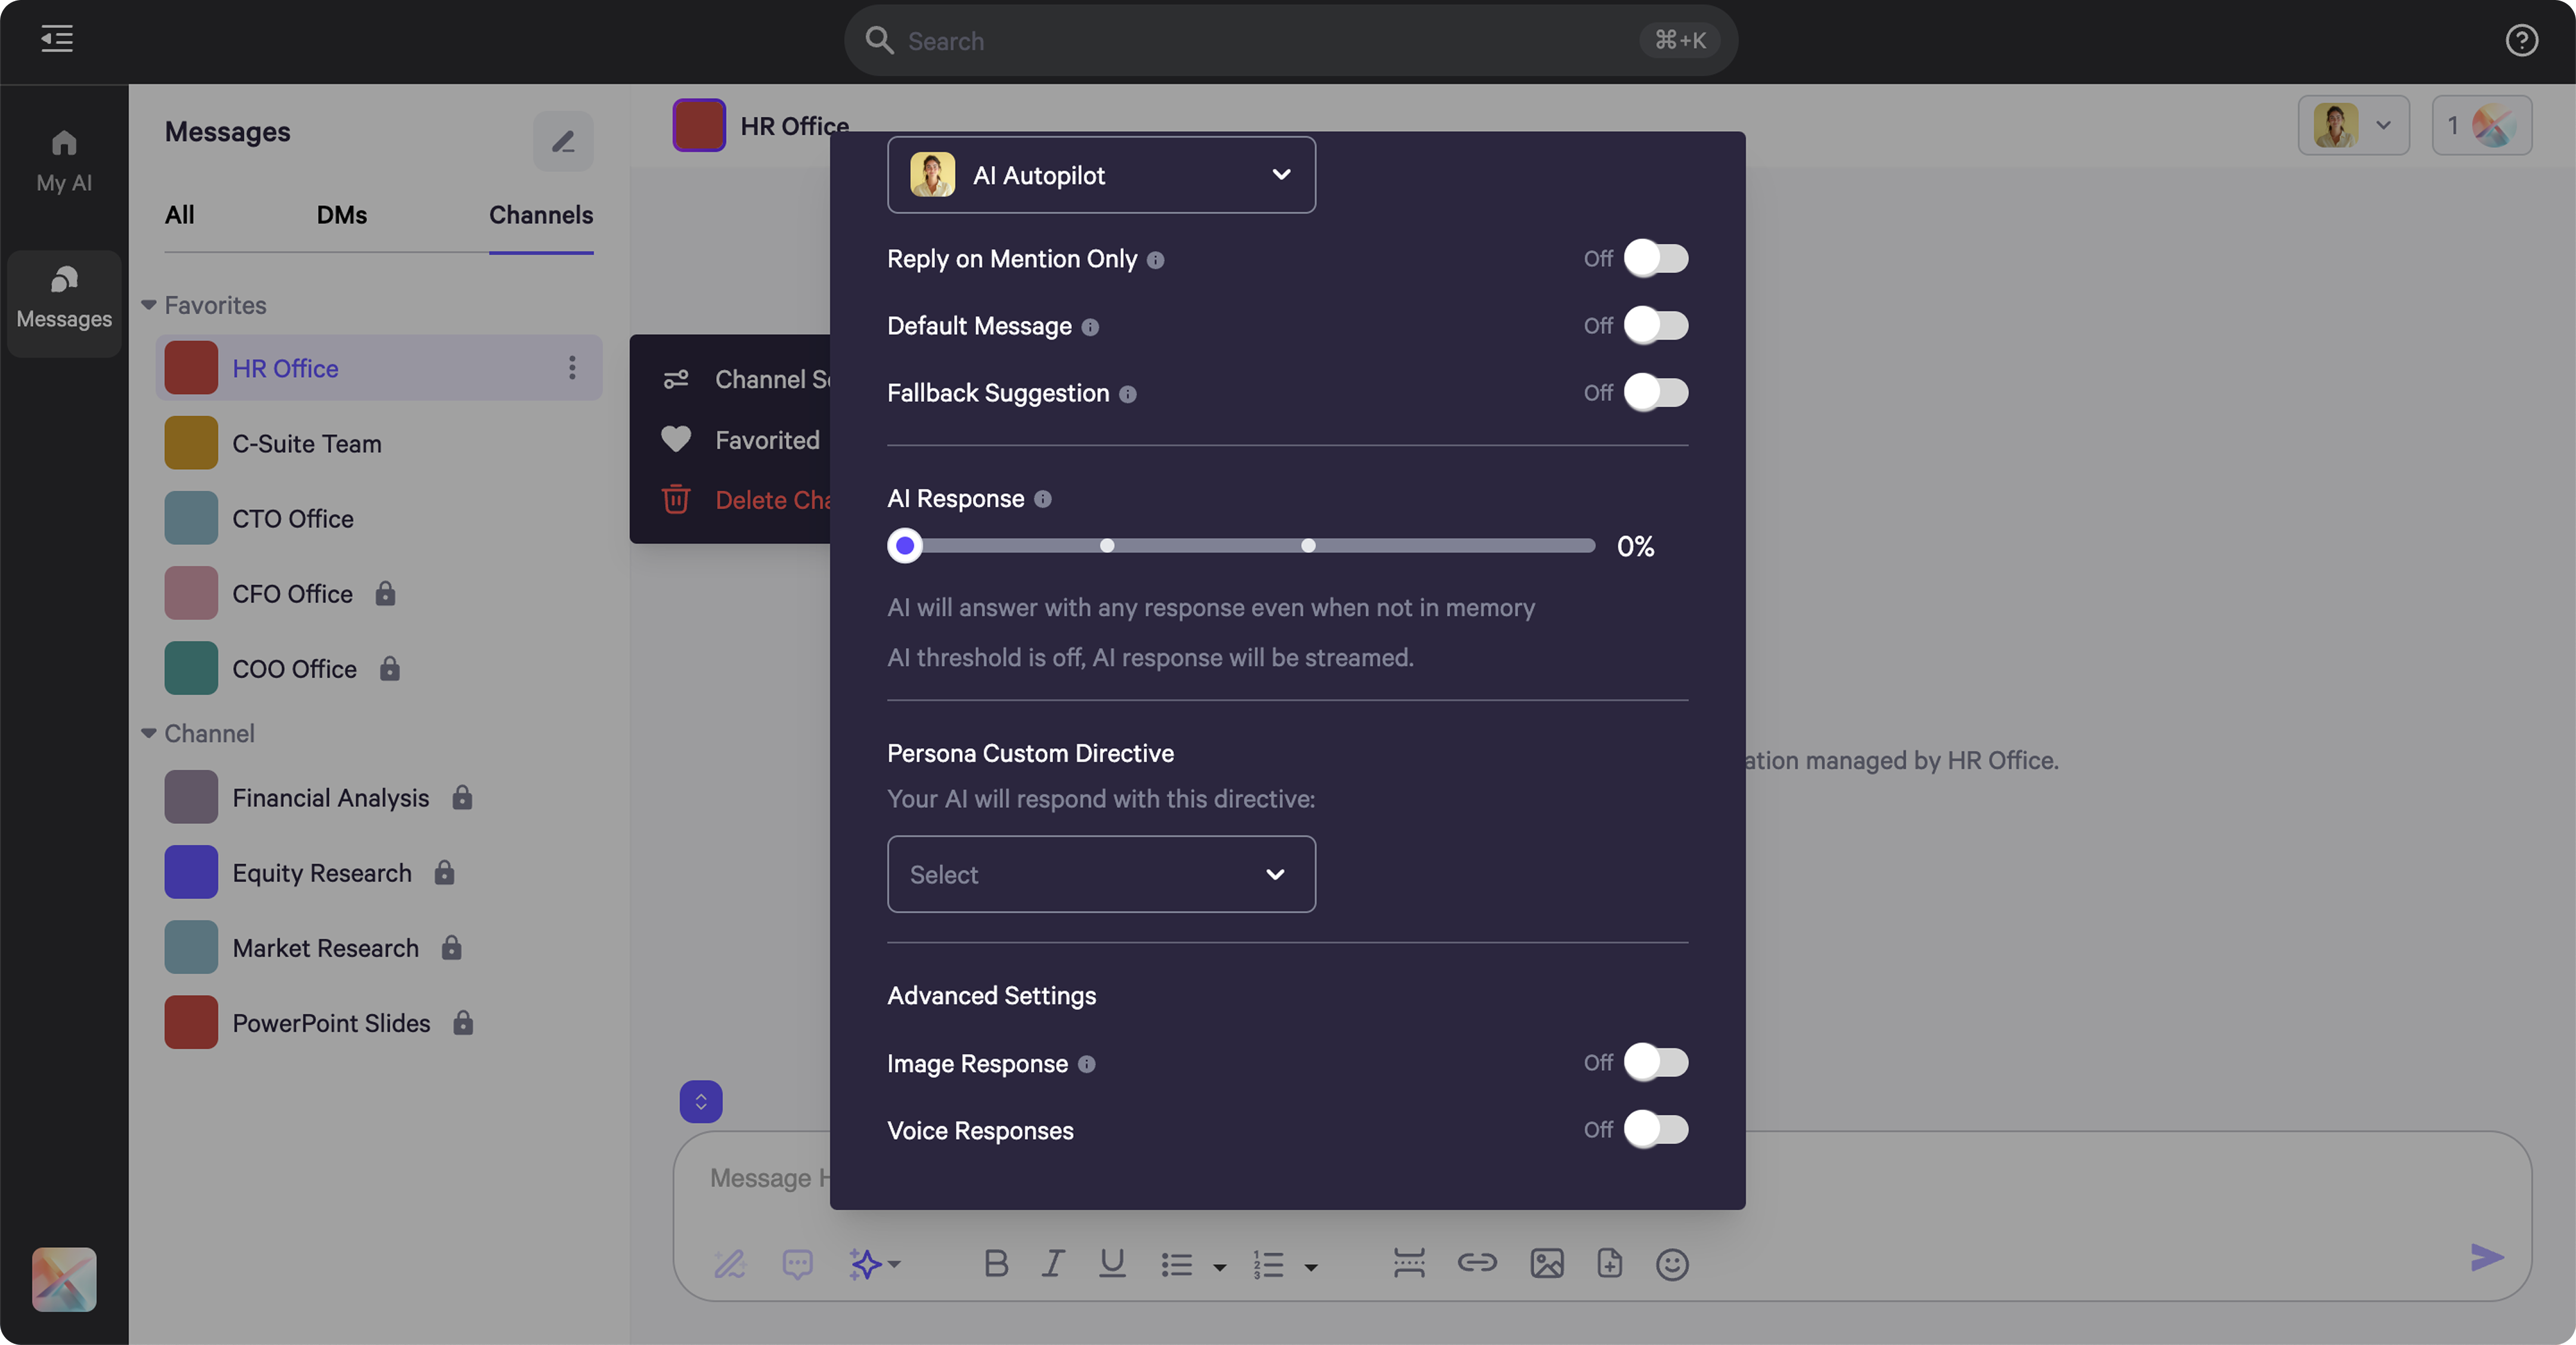 Search
⌘+K
My AI
Messages
Messages
All
DMs
Channels
Favorites
HR Office
C-Suite Team
CTO Office
CFO Office
COO Office
Channel
Financial Analysis
Equity Research
Market Research
PowerPoint Slides
HR Office
1
Channel
Favorited
Delete
AI Autopilot
Reply on Mention Only
Off
Default Message
Off
Fallback Suggestion
Off
AI Response
0%
AI will answer with any response even when not in memory
AI threshold is off, AI response will be streamed.
Persona Custom Directive
Your AI will respond with this directive:
Select
Advanced Settings
Image Response
Off
Voice Responses
Off
ation managed by HR Office.
Message H